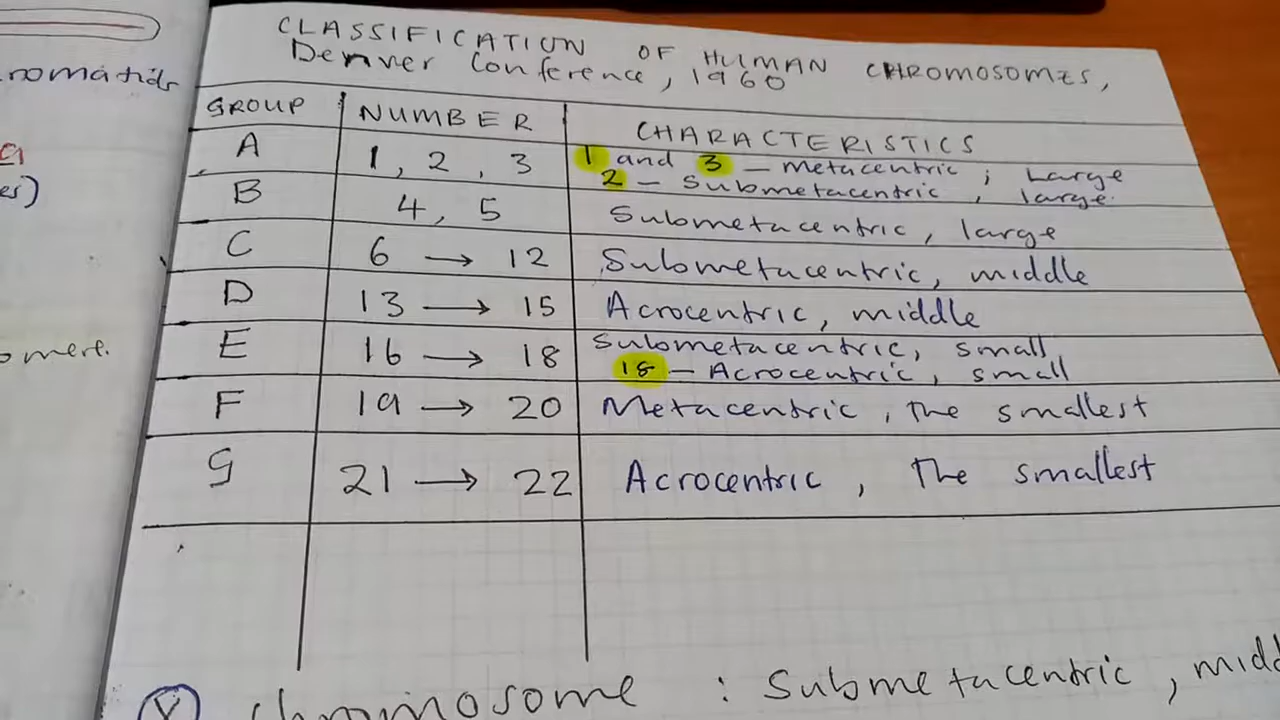 CLASSIFICATION OF HUMAN CHROMOSOMES,
Denver Conference, 1960
GROUP NUMBER CHARACTERISTICS
A 1, 2, 3 1 and 3 – Metacentric; Large
2 – Submetacentric, large.
B 4, 5 Submetacentric, large
C 6 → 12 Submetacentric, middle
D 13 → 15 Acrocentric, middle
E 16 → 18 Submetacentric, small
18 – Acrocentric, small
F 19 → 20 Metacentric, The smallest
G 21 → 22 Acrocentric, The smallest
chromosome : Submetacentric,